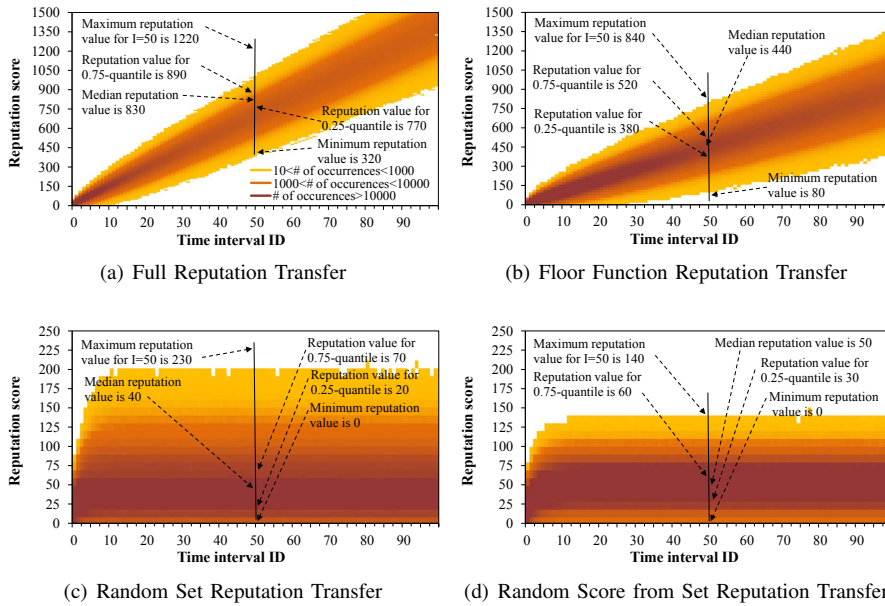 1500
1350
1200
1050
900
750
600
450
300
150
0
Reputation score
Maximum reputation
value for I=50 is 1220
Reputation value for
0.75-quantile is 890
Median reputation
value is 830
Reputation value for
0.25-quantile is 770
Minimum reputation
value is 320
10<# of occurrences<1000
1000<# of occurences<10000
# of occurences>10000
0 10 20 30 40 50 60 70 80 90
Time interval ID
(a) Full Reputation Transfer
1500
1350
1200
1050
900
750
600
450
300
150
0
Reputation score
Maximum reputation
value for I=50 is 840
Median reputation
value is 440
Reputation value for
0.75-quantile is 520
Reputation value for
0.25-quantile is 380
Minimum reputation
value is 80
0 10 20 30 40 50 60 70 80 90
Time interval ID
(b) Floor Function Reputation Transfer
250
225
200
175
150
125
100
75
50
25
0
Reputation score
Maximum reputation
value for I=50 is 230
Median reputation
value is 40
Reputation value for
0.75-quantile is 70
Reputation value for
0.25-quantile is 20
Minimum reputation
value is 0
0 10 20 30 40 50 60 70 80 90
Time interval ID
(c) Random Set Reputation Transfer
250
225
200
175
150
125
100
75
50
25
0
Reputation score
Maximum reputation
value for I=50 is 140
Reputation value for
0.75-quantile is 60
Median reputation value is 50
Reputation value for
0.25-quantile is 30
Minimum reputation
value is 0
0 10 20 30 40 50 60 70 80 90
Time interval ID
(d) Random Score from Set Reputation Transfer